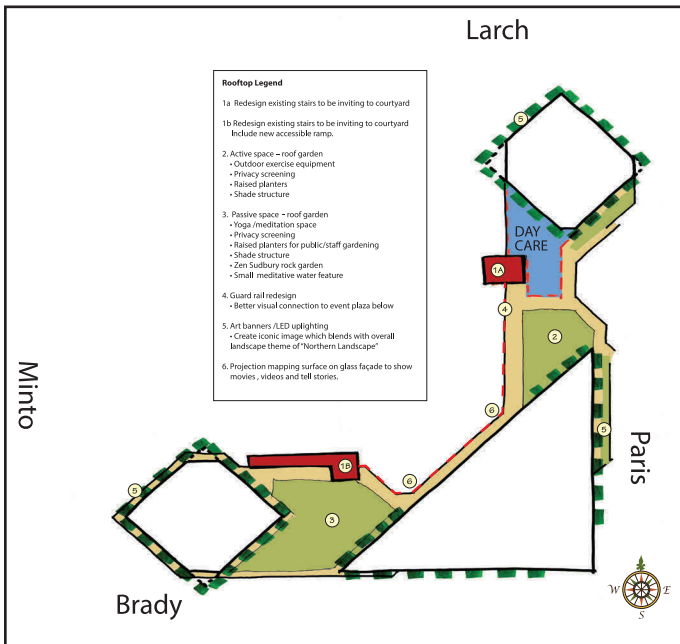 Larch
Rooftop Legend
1a Redesign existing stairs to be inviting to courtyard
1b Redesign existing stairs to be inviting to courtyard
Include new accessible ramp.
2. Active space – roof garden
• Outdoor exercise equipment
• Privacy screening
• Raised planters
• Shade structure
3. Passive space – roof garden
• Yoga /meditation space
• Privacy screening
• Raised planters for public/staff gardening
• Shade structure
• Zen Sudbury rock garden
• Small meditative water feature
4. Guard rail redesign
• Better visual connection to event plaza below
5. Art banners /LED uplighting
• Create iconic image which blends with overall
landscape theme of "Northern Landscape"
6. Projection mapping surface on glass façade to show
movies , videos and tell stories.
5
DAY
CARE
1A
4
2
6
5
Minto
Paris
1B
6
5
3
Brady
W
E
S